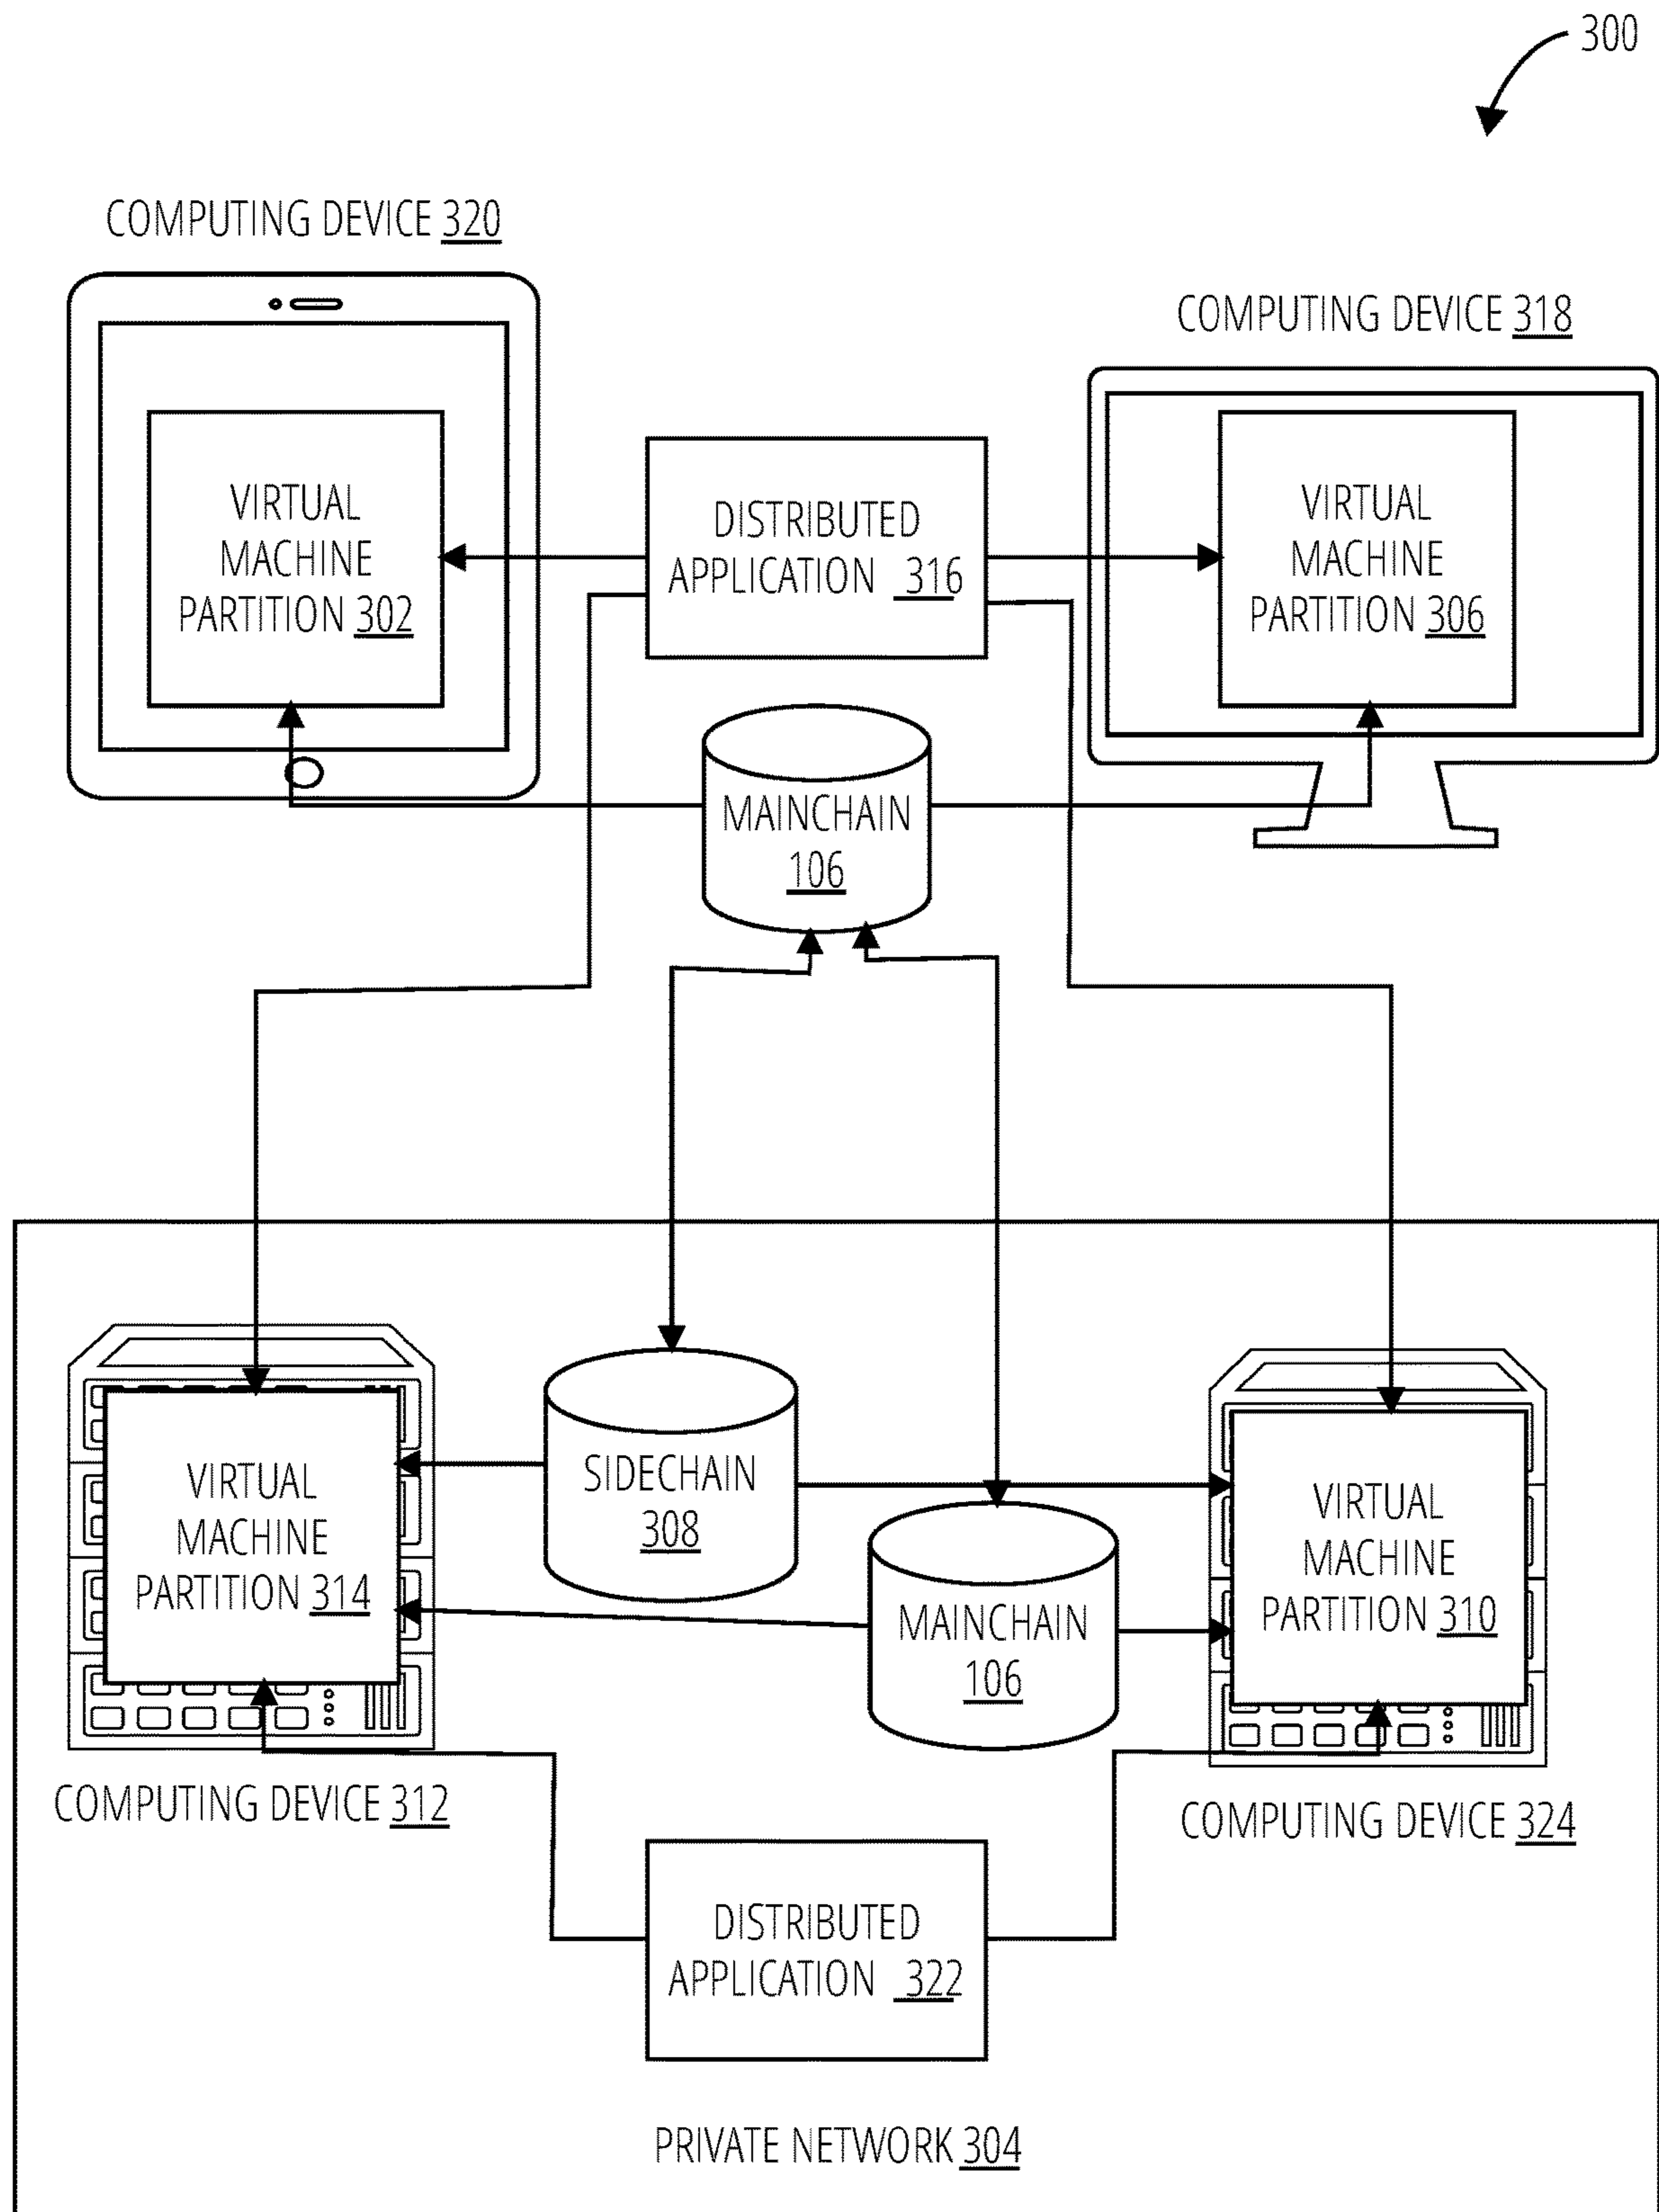 300
COMPUTING DEVICE 320
COMPUTING DEVICE 318
VIRTUAL
MACHINE
PARTITION 302
DISTRIBUTED
APPLICATION 316
VIRTUAL
MACHINE
PARTITION 306
MAINCHAIN
106
VIRTUAL
MACHINE
PARTITION 314
SIDECHAIN
308
MAINCHAIN
106
VIRTUAL
MACHINE
PARTITION 310
COMPUTING DEVICE 312
COMPUTING DEVICE 324
DISTRIBUTED
APPLICATION 322
PRIVATE NETWORK 304